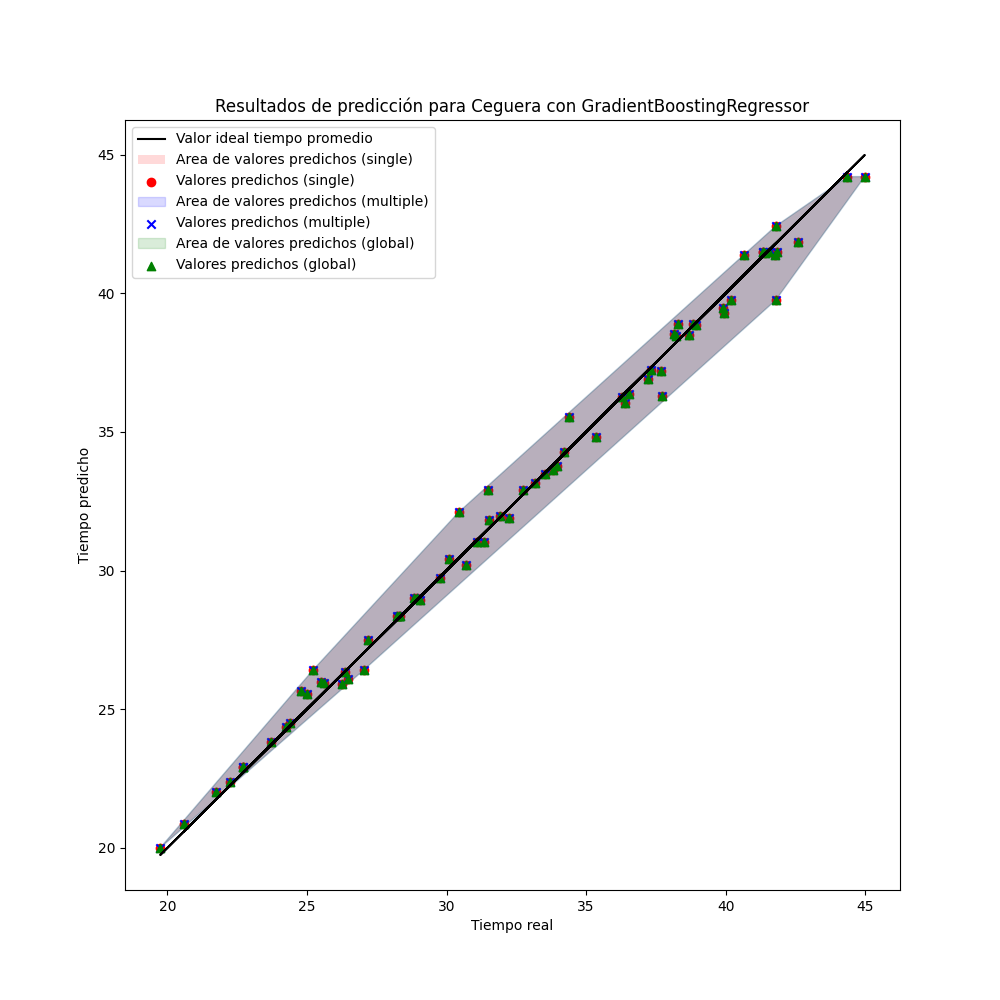 Resultados de predicción para Ceguera con GradientBoostingRegressor
Valor ideal tiempo promedio
Area de valores predichos (single)
Valores predichos (single)
Area de valores predichos (multiple)
Valores predichos (multiple)
Area de valores predichos (global)
Valores predichos (global)
45
40
35
30
25
20
Tiempo predicho
20 25 30 35 40 45
Tiempo real